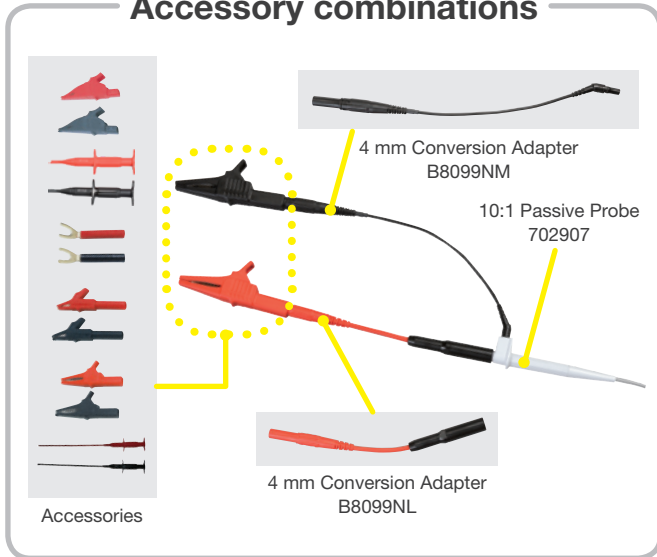 Accessory combinations
4 mm Conversion Adapter
B8099NM
10:1 Passive Probe
702907
4 mm Conversion Adapter
B8099NL
Accessories